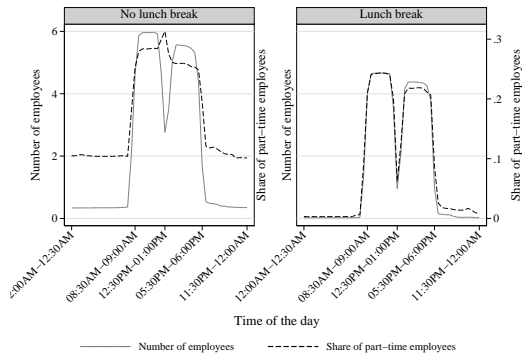 No lunch break
Lunch break
Number of employees
0
2
4
6
Share of part–time employees
Number of employees
0
.1
.2
.3
Share of part–time employees
2:00AM–12:30AM
08:30AM–09:00AM
12:30PM–01:00PM
05:30PM–06:00PM
11:30PM–12:00AM
12:00AM–12:30AM
08:30AM–09:00AM
12:30PM–01:00PM
05:30PM–06:00PM
11:30PM–12:00AM
Time of the day
Number of employees
Share of part–time employees